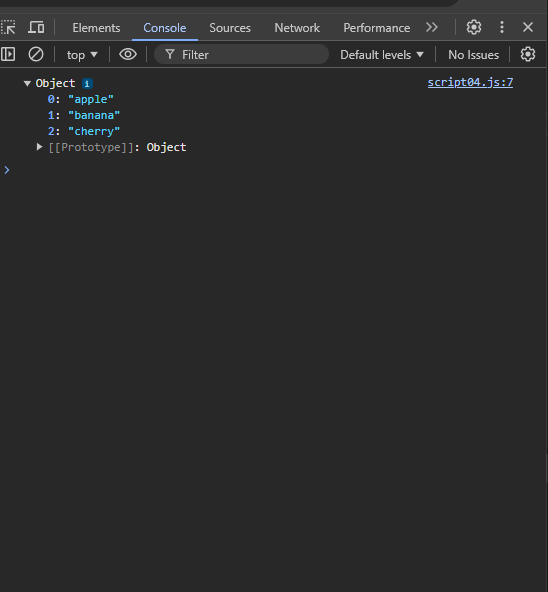 Elements Console Sources Network Performance
top Filter Default levels No Issues
Object i script04.js:7
0: "apple"
1: "banana"
2: "cherry"
[[Prototype]]: Object